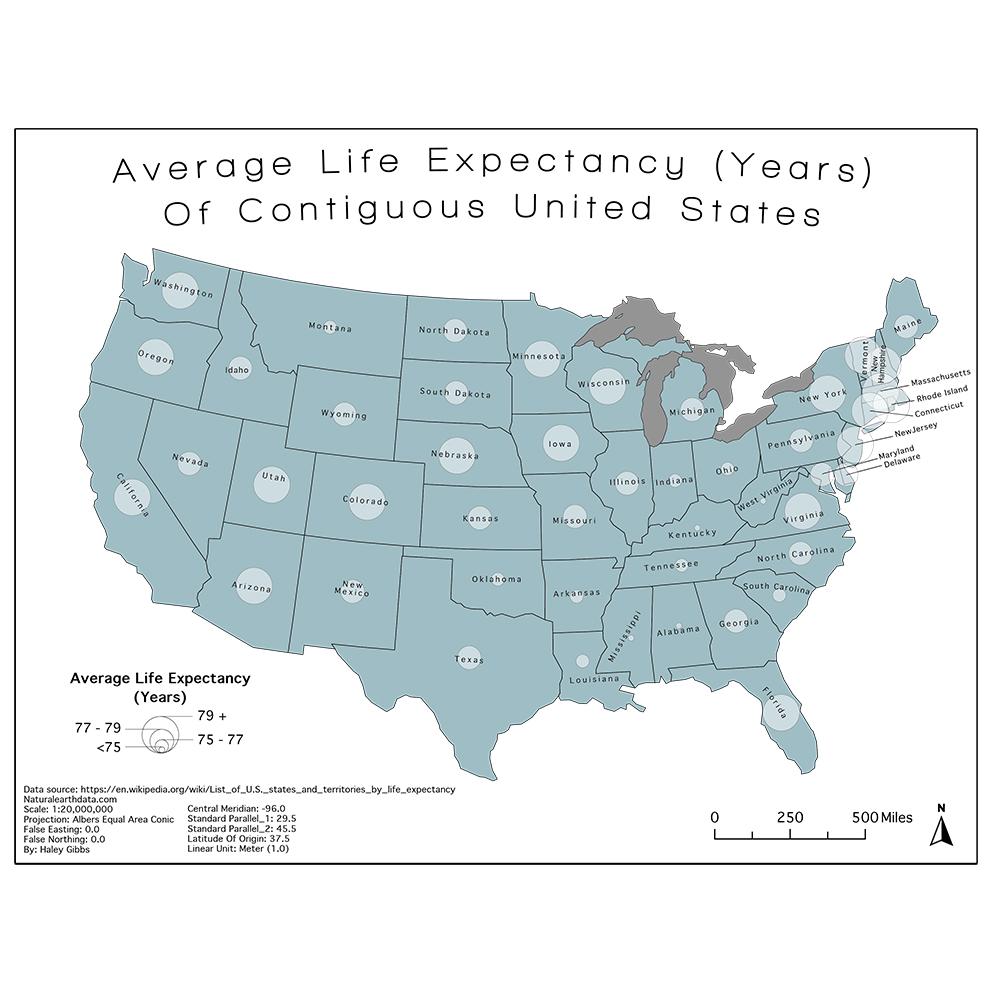 Average Life Expectancy (Years)
Of Contiguous United States
Washington
Montana
North Dakota
Minnesota
Maine
Oregon
Idaho
Wisconsin
Vermont
New
Hampshire
Massachusetts
South Dakota
Wyoming
Michigan
New York
Rhode Island
Connecticut
Nebraska
Iowa
Pennsylvania
NewJersey
Nevada
Utah
Colorado
Illinois
Indiana
Ohio
Maryland
Delaware
California
Kansas
Missouri
West Virginia
Virginia
Kentucky
Arizona
New
Mexico
Oklahoma
Arkansas
Tennessee
North Carolina
South Carolina
Texas
Louisiana
Mississippi
Alabama
Georgia
Florida
Average Life Expectancy
(Years)
79 +
77 - 79
75 - 77
<75
Data source: https://en.wikipedia.org/wiki/List_of_U.S._states_and_territories_by_life_expectancy
Naturalearthdata.com
Scale: 1:20,000,000
Projection: Albers Equal Area Conic
False Easting: 0.0
False Northing: 0.0
By: Haley Gibbs
Central Meridian: -96.0
Standard Parallel_1: 29.5
Standard Parallel_2: 45.5
Latitude Of Origin: 37.5
Linear Unit: Meter (1.0)
0 250 500 Miles
N